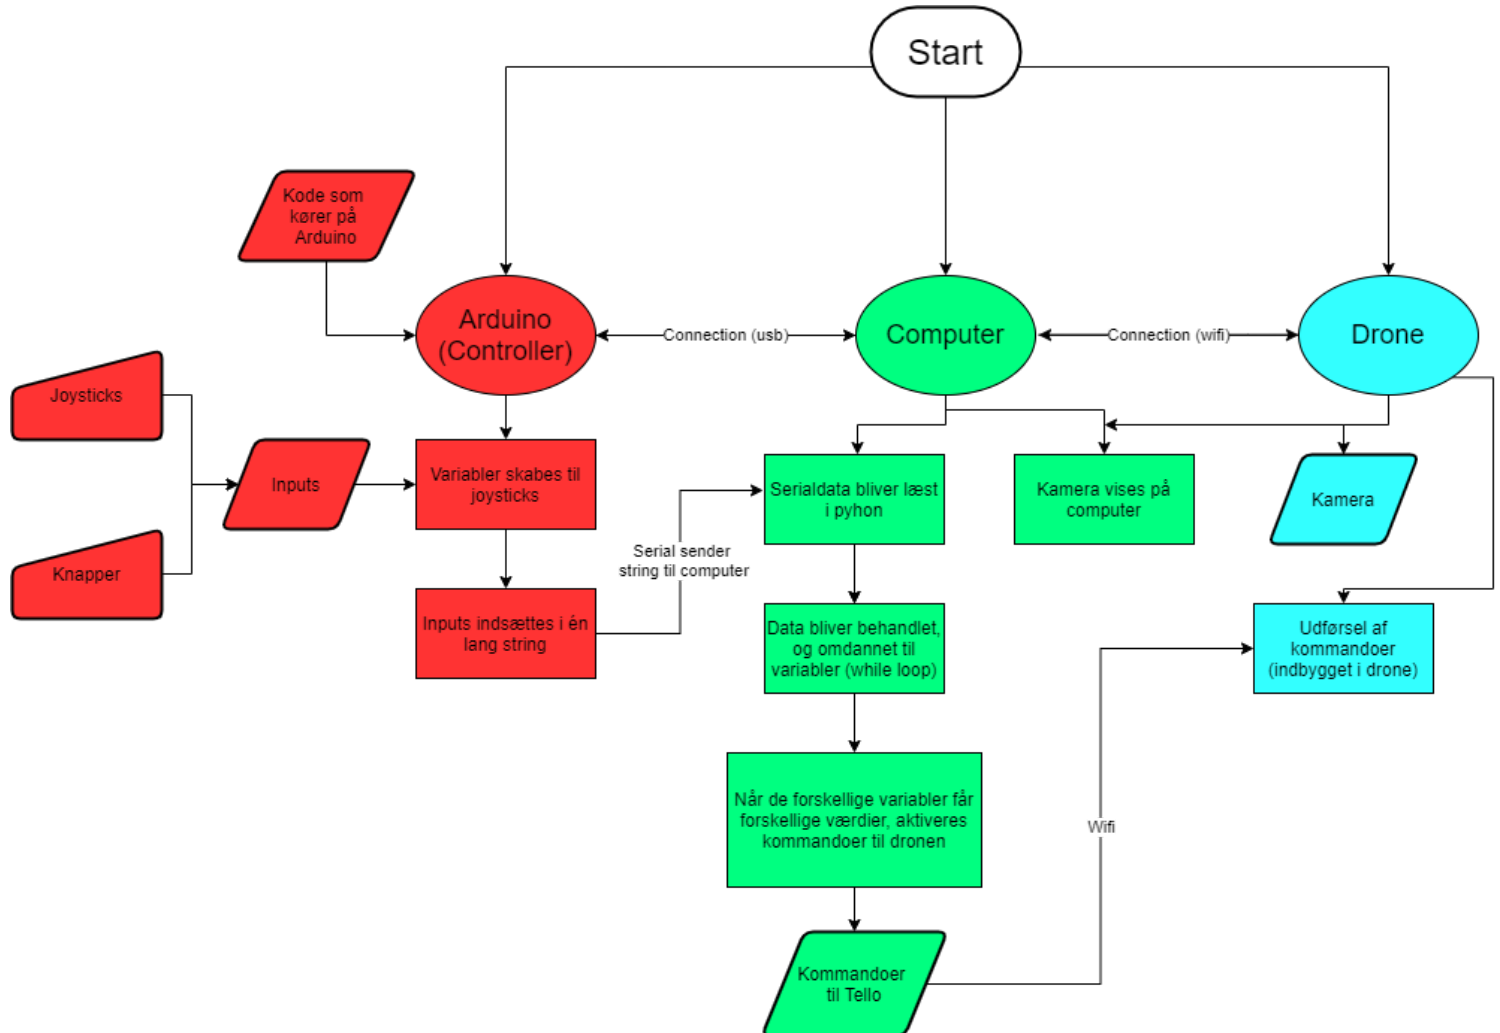 Start
Kode som
kører på
Arduino
Arduino
(Controller)
Connection (usb)
Computer
Connection (wifi)
Drone
Joysticks
Inputs
Knapper
Variabler skabes til
joysticks
Serialdata bliver læst
i pyhon
Kamera vises på
computer
Kamera
Serial sender
string til computer
Inputs indsættes i én
lang string
Data bliver behandlet,
og omdannet til
variabler (while loop)
Udførsel af
kommandoer
(indbygget i drone)
Når de forskellige variabler får
forskellige værdier, aktiveres
kommandoer til dronen
Wifi
Kommandoer
til Tello